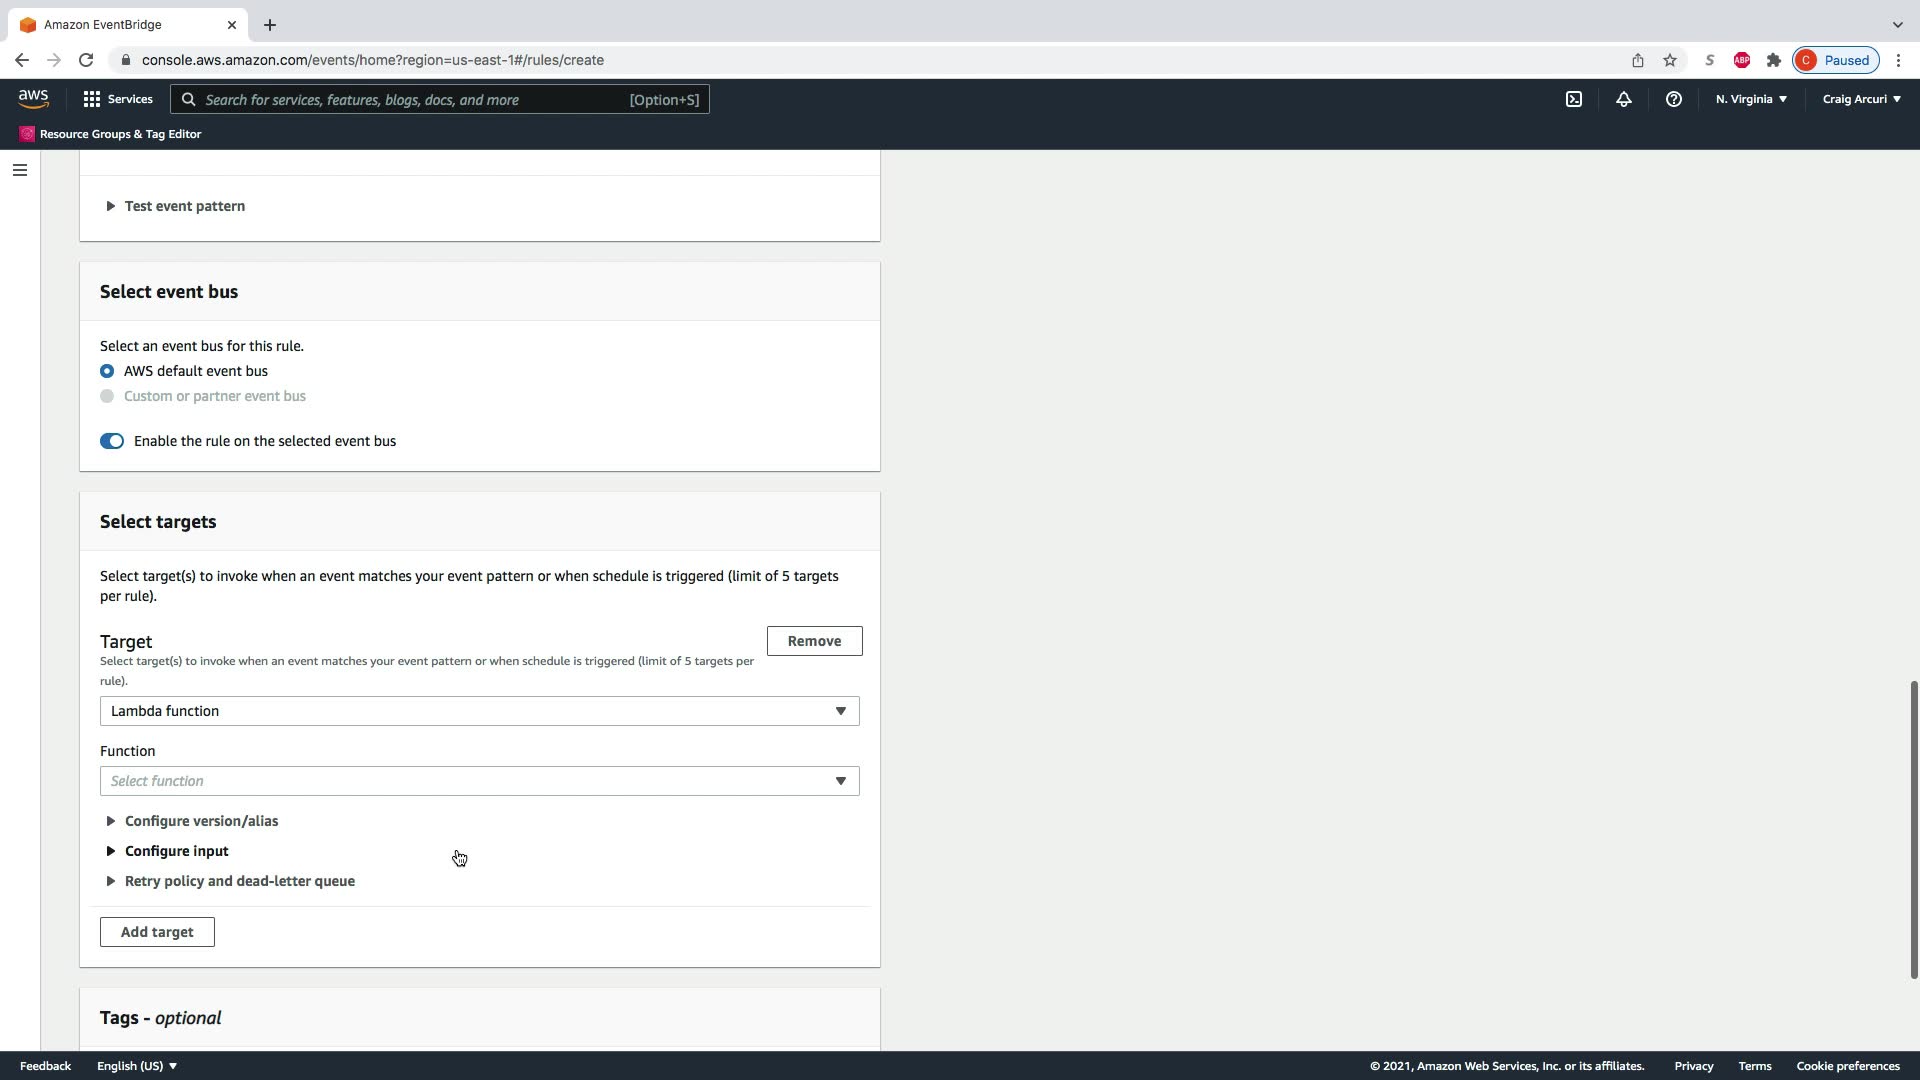 Amazon EventBridge
console.aws.amazon.com/events/home?region=us-east-1#/rules/create
S
ABP
C
Paused
aws
Services
Search for services, features, blogs, docs, and more
[Option+S]
N. Virginia
Craig Arcuri
Resource Groups & Tag Editor
Test event pattern
Select event bus
Select an event bus for this rule.
AWS default event bus
Custom or partner event bus
Enable the rule on the selected event bus
Select targets
Select target(s) to invoke when an event matches your event pattern or when schedule is triggered (limit of 5 targets
per rule).
Target
Remove
Select target(s) to invoke when an event matches your event pattern or when schedule is triggered (limit of 5 targets per
rule).
Lambda function
Function
Select function
Configure version/alias
Configure input
Retry policy and dead-letter queue
Add target
Tags - optional
Feedback
English (US)
© 2021, Amazon Web Services, Inc. or its affiliates.
Privacy
Terms
Cookie preferences